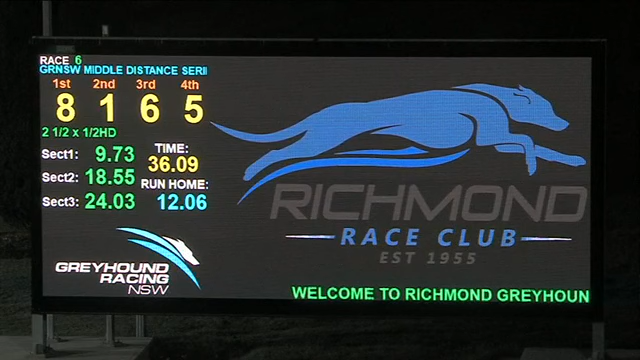 RACE 6
GRNSW MIDDLE DISTANCE SERI
1st 2nd 3rd 4th
8 1 6 5
2 1/2 x 1/2HD
Sect1: 9.73
Sect2: 18.55
Sect3: 24.03
TIME:
36.09
RUN HOME:
12.06
GREYHOUND
RACING
NSW
RICHMOND
RACE CLUB
EST 1955
WELCOME TO RICHMOND GREYHOUN